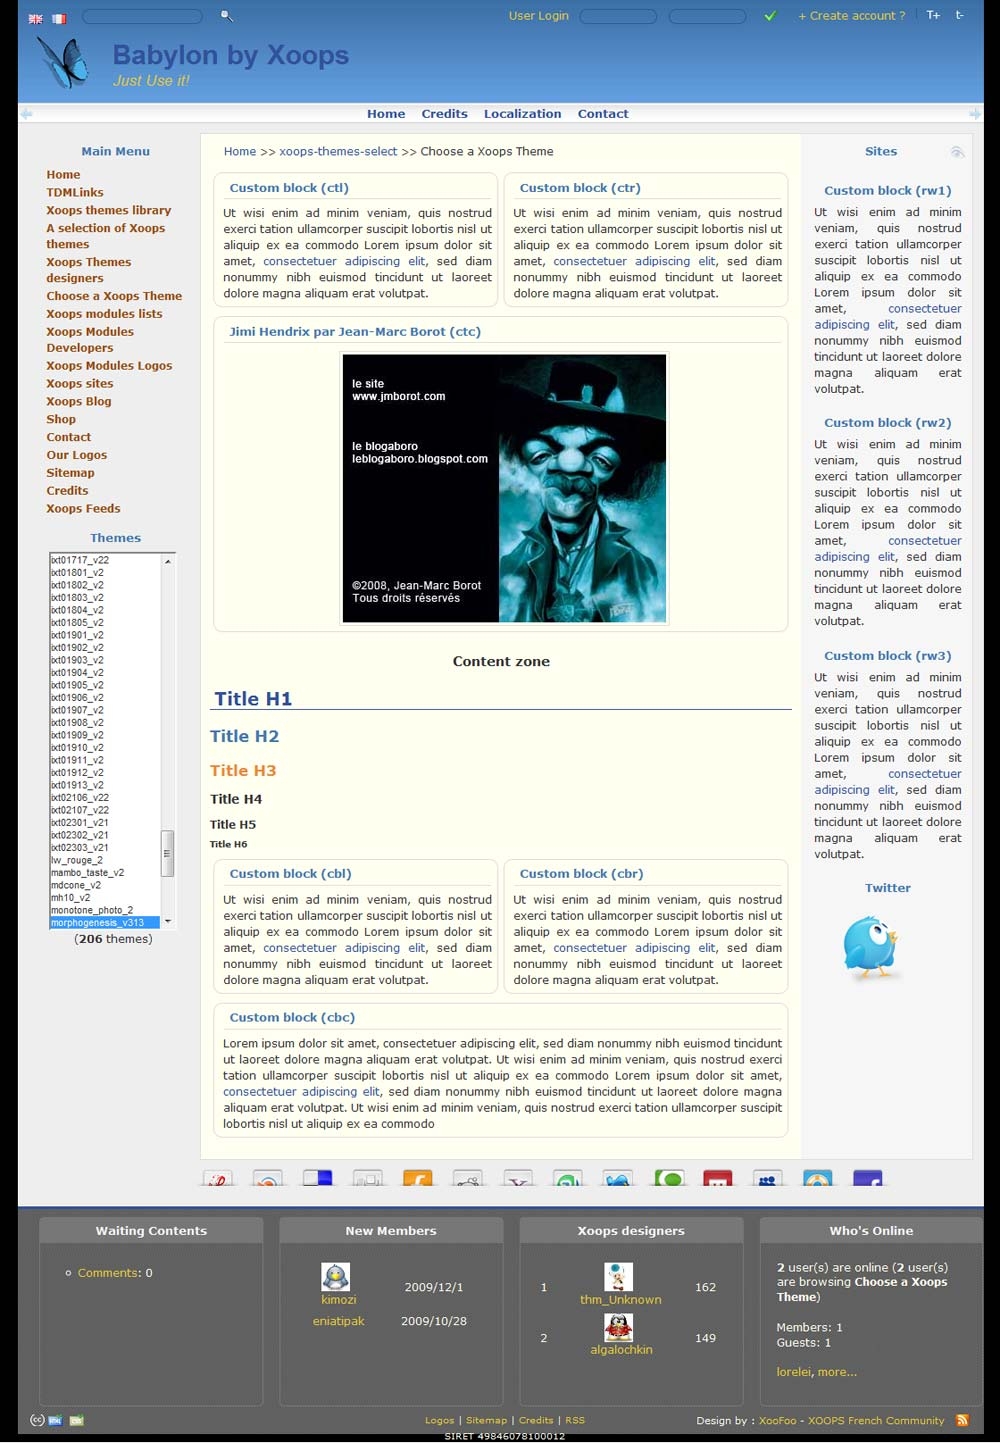 User Login
+ Create account ?
T+
t-
Babylon by Xoops
Just Use it!
Home Credits Localization Contact
Main Menu
Home
TDMLinks
Xoops themes library
A selection of Xoops
themes
Xoops Themes
designers
Choose a Xoops Theme
Xoops modules lists
Xoops Modules
Developers
Xoops Modules Logos
Xoops sites
Xoops Blog
Shop
Contact
Our Logos
Sitemap
Credits
Xoops Feeds
Themes
ixt01717_v22
ixt01801_v2
ixt01802_v2
ixt01803_v2
ixt01804_v2
ixt01805_v2
ixt01901_v2
ixt01902_v2
ixt01903_v2
ixt01904_v2
ixt01905_v2
ixt01906_v2
ixt01907_v2
ixt01908_v2
ixt01909_v2
ixt01910_v2
ixt01911_v2
ixt01912_v2
ixt01913_v2
ixt02106_v22
ixt02107_v22
ixt02301_v21
ixt02302_v21
ixt02303_v21
lw_rouge_2
mambo_taste_v2
mdcone_v2
mh10_v2
monotone_photo_2
morphogenesis_v313
(206 themes)
Home >> xoops-themes-select >> Choose a Xoops Theme
Custom block (ctl)
Ut wisi enim ad minim veniam, quis nostrud
exerci tation ullamcorper suscipit lobortis nisl ut
aliquip ex ea commodo Lorem ipsum dolor sit
amet, consectetuer adipiscing elit, sed diam
nonummy nibh euismod tincidunt ut laoreet
dolore magna aliquam erat volutpat.
Custom block (ctr)
Ut wisi enim ad minim veniam, quis nostrud
exerci tation ullamcorper suscipit lobortis nisl ut
aliquip ex ea commodo Lorem ipsum dolor sit
amet, consectetuer adipiscing elit, sed diam
nonummy nibh euismod tincidunt ut laoreet
dolore magna aliquam erat volutpat.
Jimi Hendrix par Jean-Marc Borot (ctc)
le site
www.jmborot.com
le blogaboro
leblogaboro.blogspot.com
©2008, Jean-Marc Borot
Tous droits réservés
Content zone
Title H1
Title H2
Title H3
Title H4
Title H5
Title H6
Custom block (cbl)
Ut wisi enim ad minim veniam, quis nostrud
exerci tation ullamcorper suscipit lobortis nisl ut
aliquip ex ea commodo Lorem ipsum dolor sit
amet, consectetuer adipiscing elit, sed diam
nonummy nibh euismod tincidunt ut laoreet
dolore magna aliquam erat volutpat.
Custom block (cbr)
Ut wisi enim ad minim veniam, quis nostrud
exerci tation ullamcorper suscipit lobortis nisl ut
aliquip ex ea commodo Lorem ipsum dolor sit
amet, consectetuer adipiscing elit, sed diam
nonummy nibh euismod tincidunt ut laoreet
dolore magna aliquam erat volutpat.
Custom block (cbc)
Lorem ipsum dolor sit amet, consectetuer adipiscing elit, sed diam nonummy nibh euismod tincidunt
ut laoreet dolore magna aliquam erat volutpat. Ut wisi enim ad minim veniam, quis nostrud exerci
tation ullamcorper suscipit lobortis nisl ut aliquip ex ea commodo Lorem ipsum dolor sit amet,
consectetuer adipiscing elit, sed diam nonummy nibh euismod tincidunt ut laoreet dolore magna
aliquam erat volutpat. Ut wisi enim ad minim veniam, quis nostrud exerci tation ullamcorper suscipit
lobortis nisl ut aliquip ex ea commodo
Sites
Custom block (rw1)
Ut wisi enim ad minim
veniam, quis nostrud
exerci tation ullamcorper
suscipit lobortis nisl ut
aliquip ex ea commodo
Lorem ipsum dolor sit
amet, consectetuer
adipiscing elit, sed diam
nonummy nibh euismod
tincidunt ut laoreet dolore
magna aliquam erat
volutpat.
Custom block (rw2)
Ut wisi enim ad minim
veniam, quis nostrud
exerci tation ullamcorper
suscipit lobortis nisl ut
aliquip ex ea commodo
Lorem ipsum dolor sit
amet, consectetuer
adipiscing elit, sed diam
nonummy nibh euismod
tincidunt ut laoreet dolore
magna aliquam erat
volutpat.
Custom block (rw3)
Ut wisi enim ad minim
veniam, quis nostrud
exerci tation ullamcorper
suscipit lobortis nisl ut
aliquip ex ea commodo
Lorem ipsum dolor sit
amet, consectetuer
adipiscing elit, sed diam
nonummy nibh euismod
tincidunt ut laoreet dolore
magna aliquam erat
volutpat.
Twitter
Waiting Contents
Comments: 0
New Members
kimozi 2009/12/1
eniatipak 2009/10/28
Xoops designers
1 thm_Unknown 162
2 algalochkin 149
Who's Online
2 user(s) are online (2 user(s)
are browsing Choose a Xoops
Theme)
Members: 1
Guests: 1
lorelei, more...
Logos | Sitemap | Credits | RSS
Design by : XooFoo - XOOPS French Community
SIRET 49846078100012